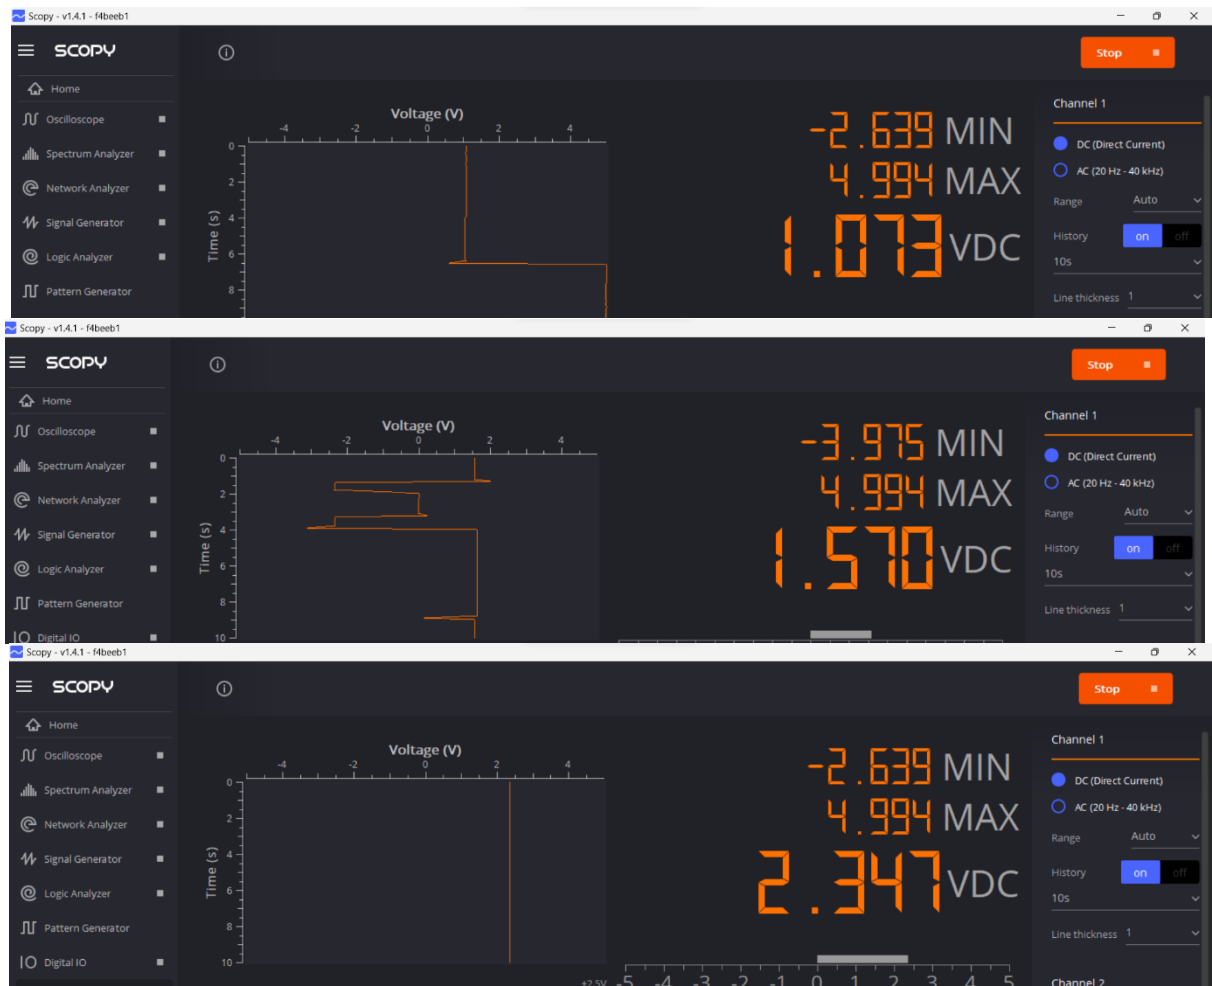 Scopy - v1.4.1 - f4beeb1
SCOPY
Stop
Home
Oscilloscope
Spectrum Analyzer
Network Analyzer
Signal Generator
Logic Analyzer
Pattern Generator
Voltage (V)
-4 -2 0 2 4
Time (s)
0
2
4
6
8
-2.639 MIN
4.994 MAX
1.073 VDC
Channel 1
DC (Direct Current)
AC (20 Hz - 40 kHz)
Range Auto
History on off
10s
Line thickness 1
Scopy - v1.4.1 - f4beeb1
SCOPY
Stop
Home
Oscilloscope
Spectrum Analyzer
Network Analyzer
Signal Generator
Logic Analyzer
Pattern Generator
Digital IO
Voltage (V)
-4 -2 0 2 4
Time (s)
0
2
4
6
8
10
-3.975 MIN
4.994 MAX
1.570 VDC
Channel 1
DC (Direct Current)
AC (20 Hz - 40 kHz)
Range Auto
History on off
10s
Line thickness 1
Scopy - v1.4.1 - f4beeb1
SCOPY
Stop
Home
Oscilloscope
Spectrum Analyzer
Network Analyzer
Signal Generator
Logic Analyzer
Pattern Generator
Digital IO
Voltage (V)
-4 -2 0 2 4
Time (s)
0
2
4
6
8
10
-2.639 MIN
4.994 MAX
2.347 VDC
±2.5V -5 -4 -3 -2 -1 0 1 2 3 4 5
Channel 1
DC (Direct Current)
AC (20 Hz - 40 kHz)
Range Auto
History on off
10s
Line thickness 1
Channel 2